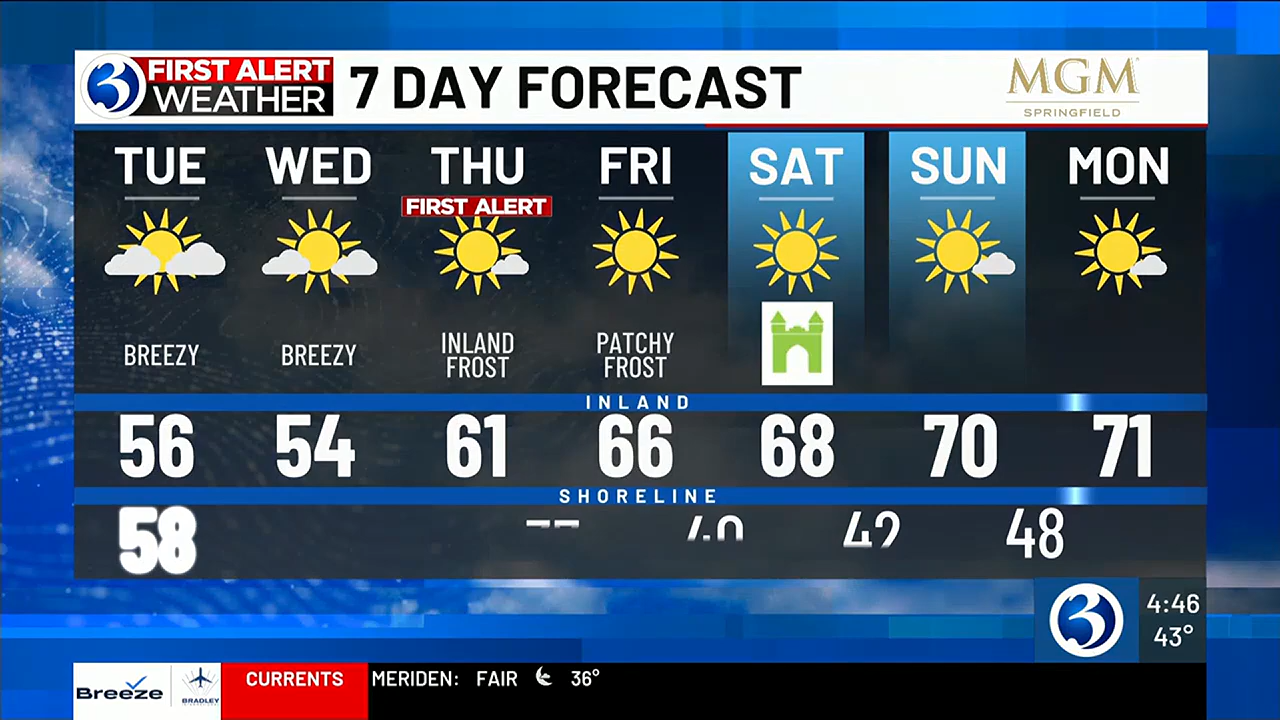 3 FIRST ALERT
WEATHER
7 DAY FORECAST
MGM
SPRINGFIELD
TUE WED THU FRI SAT SUN MON
FIRST ALERT
BREEZY BREEZY INLAND FROST PATCHY FROST
INLAND
56 54 61 66 68 70 71
SHORELINE
58 48
3
4:46
43°
Breeze
BRADLEY
CURRENTS
MERIDEN: FAIR 36°